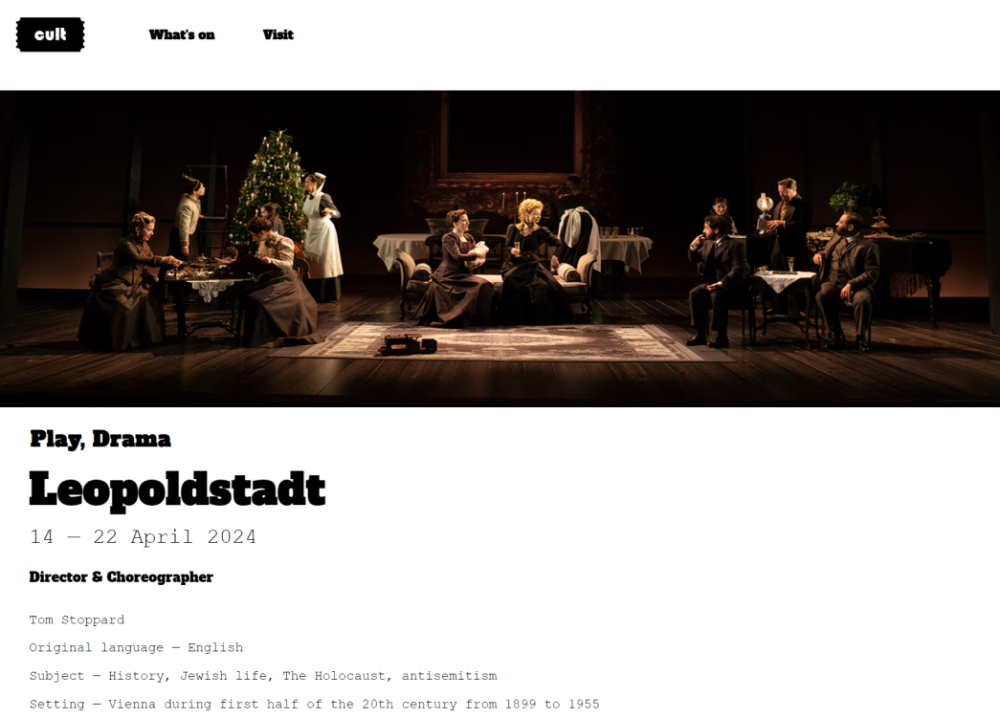 cult
What's on
Visit
Play, Drama
Leopoldstadt
14 — 22 April 2024
Director & Choreographer
Tom Stoppard
Original language — English
Subject — History, Jewish life, The Holocaust, antisemitism
Setting — Vienna during first half of the 20th century from 1899 to 1955